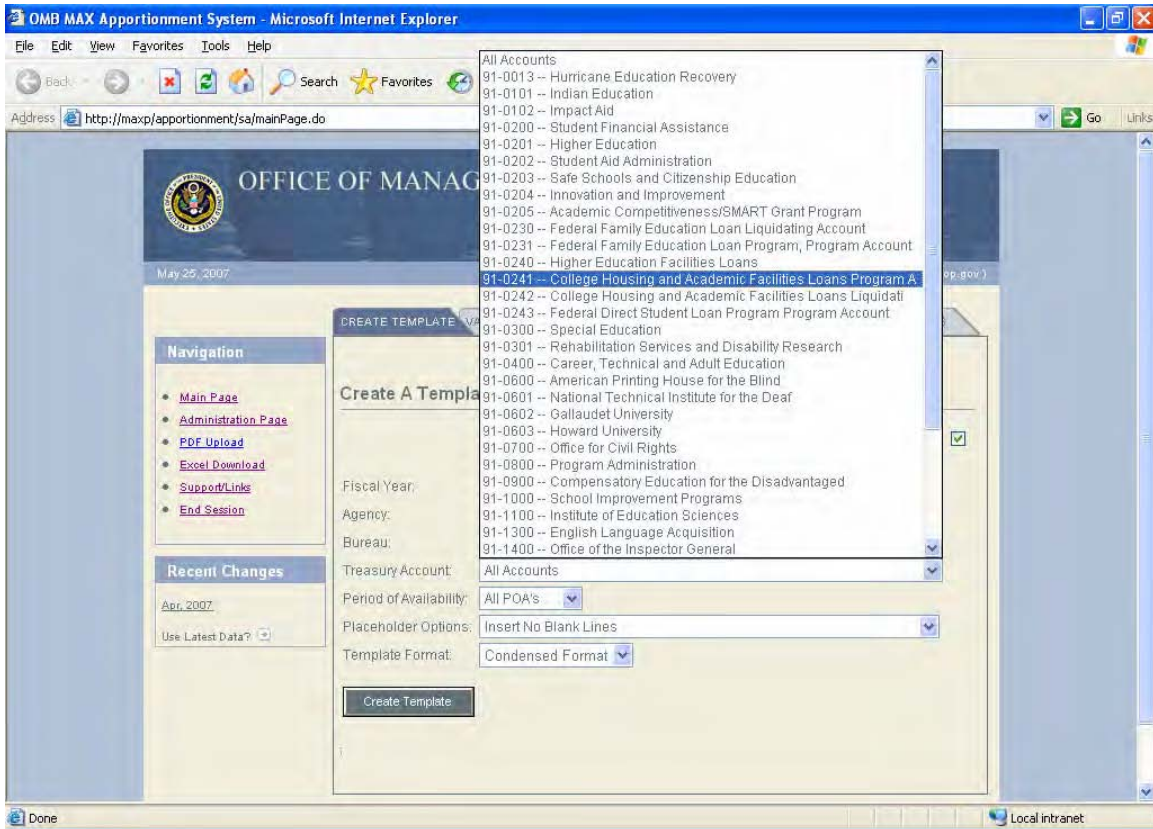 OMB MAX Apportionment System - Microsoft Internet Explorer
File Edit View Favorites Tools Help
Back Search Favorites
Address http://maxp/apportionment/sa/mainPage.do Go Links
OFFICE OF MANAG
May 25, 2007 op.gov )
CREATE TEMPLATE
Navigation
Main Page
Administration Page
PDF Upload
Excel Download
Support/Links
End Session
Recent Changes
Apr, 2007
Use Latest Data?
Create A Templa
All Accounts
91-0013 -- Hurricane Education Recovery
91-0101 -- Indian Education
91-0102 -- Impact Aid
91-0200 -- Student Financial Assistance
91-0201 -- Higher Education
91-0202 -- Student Aid Administration
91-0203 -- Safe Schools and Citizenship Education
91-0204 -- Innovation and Improvement
91-0205 -- Academic Competitiveness/SMART Grant Program
91-0230 -- Federal Family Education Loan Liquidating Account
91-0231 -- Federal Family Education Loan Program, Program Account
91-0240 -- Higher Education Facilities Loans
91-0241 -- College Housing and Academic Facilities Loans Program A
91-0242 -- College Housing and Academic Facilities Loans Liquidati
91-0243 -- Federal Direct Student Loan Program Program Account
91-0300 -- Special Education
91-0301 -- Rehabilitation Services and Disability Research
91-0400 -- Career, Technical and Adult Education
91-0600 -- American Printing House for the Blind
91-0601 -- National Technical Institute for the Deaf
91-0602 -- Gallaudet University
91-0603 -- Howard University
91-0700 -- Office for Civil Rights
91-0800 -- Program Administration
91-0900 -- Compensatory Education for the Disadvantaged
91-1000 -- School Improvement Programs
91-1100 -- Institute of Education Sciences
91-1300 -- English Language Acquisition
91-1400 -- Office of the Inspector General
Fiscal Year:
Agency:
Bureau:
Treasury Account: All Accounts
Period of Availability: All POA's
Placeholder Options: Insert No Blank Lines
Template Format: Condensed Format
Create Template
Done Local intranet